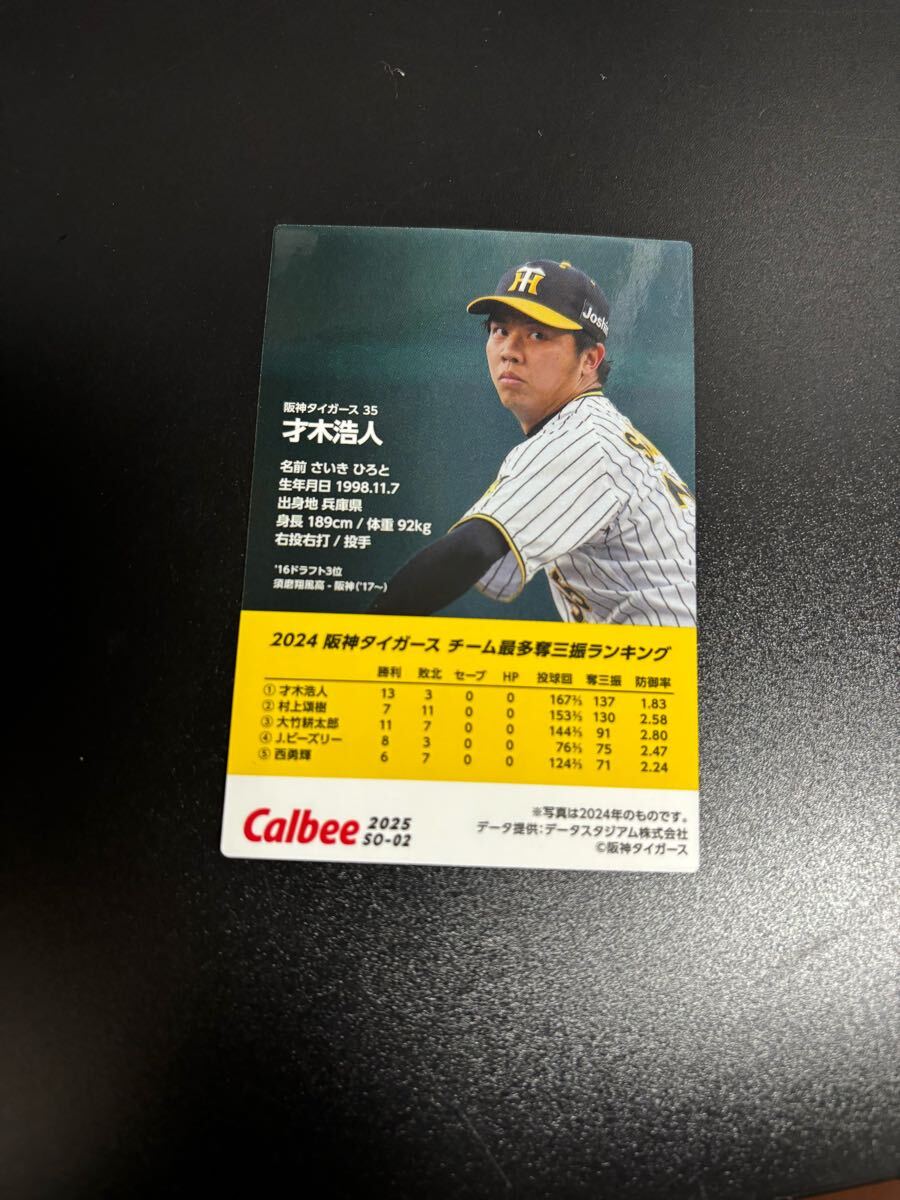 TH
Joshin
阪神タイガース 35
才木浩人
名前 さいき ひろと
生年月日 1998.11.7
出身地 兵庫県
身長 189cm / 体重 92kg
右投右打 / 投手
'16ドラフト3位
須磨翔風高 - 阪神('17〜)
2024 阪神タイガース チーム最多奪三振ランキング
勝利 敗北 セーブ HP 投球回 奪三振 防御率
① 才木浩人 13 3 0 0 167⅔ 137 1.83
② 村上頌樹 7 11 0 0 153⅔ 130 2.58
③ 大竹耕太郎 11 7 0 0 144⅔ 91 2.80
④ J.ビーズリー 8 3 0 0 76⅔ 75 2.47
⑤ 西勇輝 6 7 0 0 124⅔ 71 2.24
Calbee 2025
SO-02
※写真は2024年のものです。
データ提供：データスタジアム株式会社
©阪神タイガース